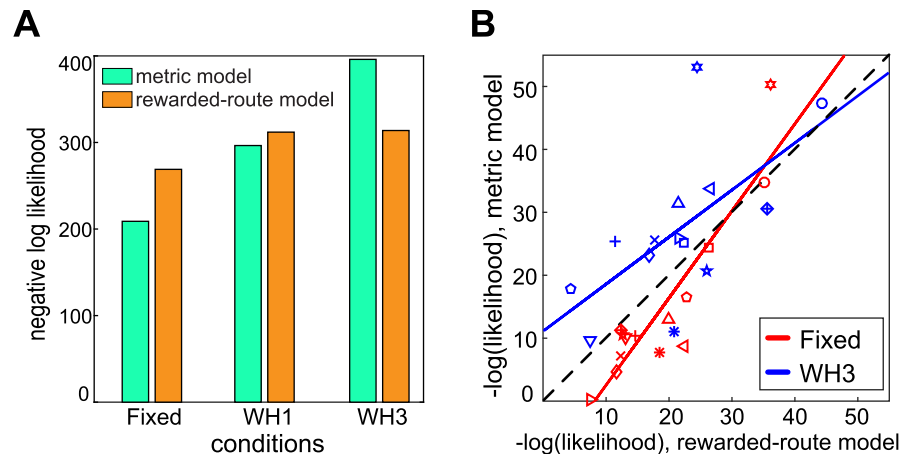 A
negative log likelihood
400
300
200
100
0
metric model
rewarded-route model
Fixed
WH1
WH3
conditions
B
-log(likelihood), metric model
50
40
30
20
10
0
Fixed
WH3
10
20
30
40
50
-log(likelihood), rewarded-route model